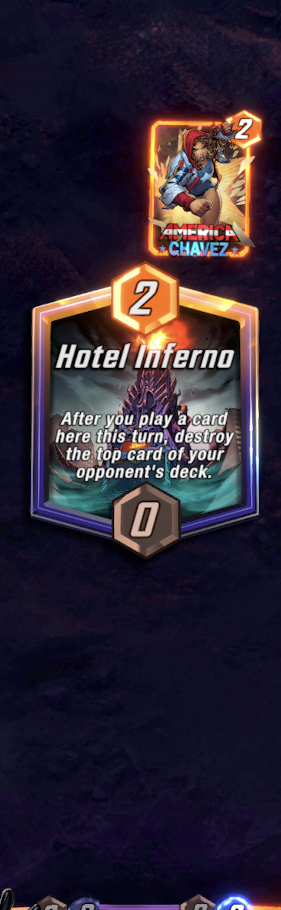 2
AMERICA
CHAVEZ
2
Hotel Inferno
After you play a card
here this turn, destroy
the top card of your
opponent's deck.
0